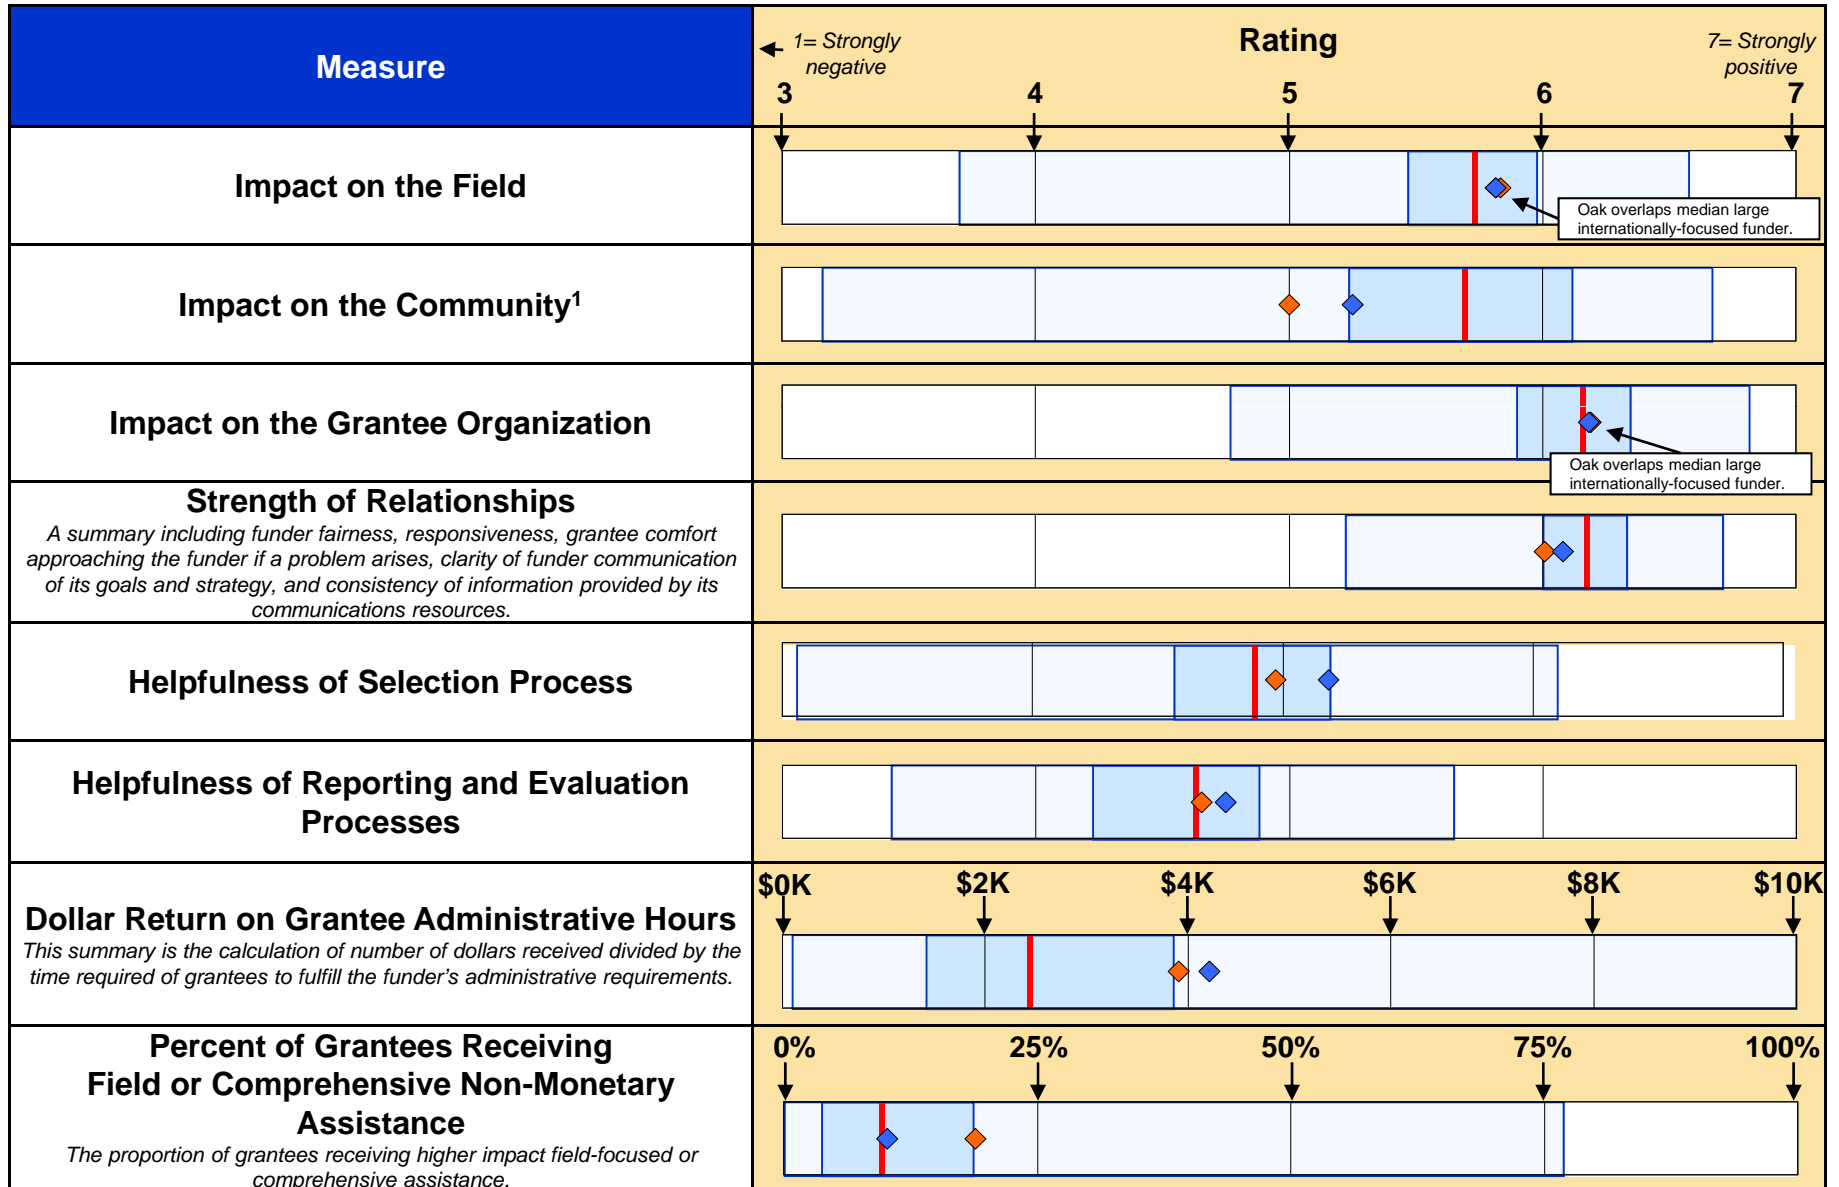 Measure
Rating
1= Strongly
negative
7= Strongly
positive
3 4 5 6 7
Impact on the Field
Oak overlaps median large
internationally-focused funder.
Impact on the Community1
Impact on the Grantee Organization
Oak overlaps median large
internationally-focused funder.
Strength of Relationships
A summary including funder fairness, responsiveness, grantee comfort
approaching the funder if a problem arises, clarity of funder communication
of its goals and strategy, and consistency of information provided by its
communications resources.
Helpfulness of Selection Process
Helpfulness of Reporting and Evaluation
Processes
$0K $2K $4K $6K $8K $10K
Dollar Return on Grantee Administrative Hours
This summary is the calculation of number of dollars received divided by the
time required of grantees to fulfill the funder’s administrative requirements.
0% 25% 50% 75% 100%
Percent of Grantees Receiving
Field or Comprehensive Non-Monetary
Assistance
The proportion of grantees receiving higher impact field-focused or
comprehensive assistance.